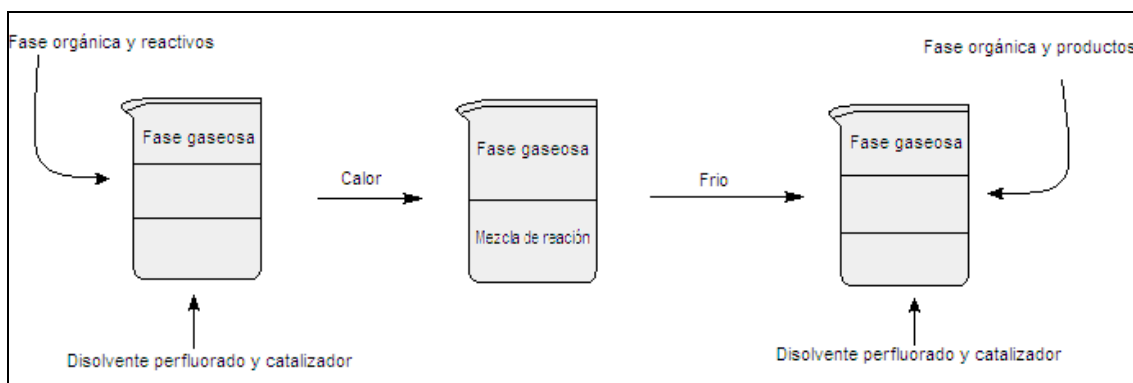 Fase orgánica y reactivos
Fase orgánica y productos
Fase gaseosa
Fase gaseosa
Fase gaseosa
Calor
Frio
Mezcla de reación
Disolvente perfluorado y catalizador
Disolvente perfluorado y catalizador